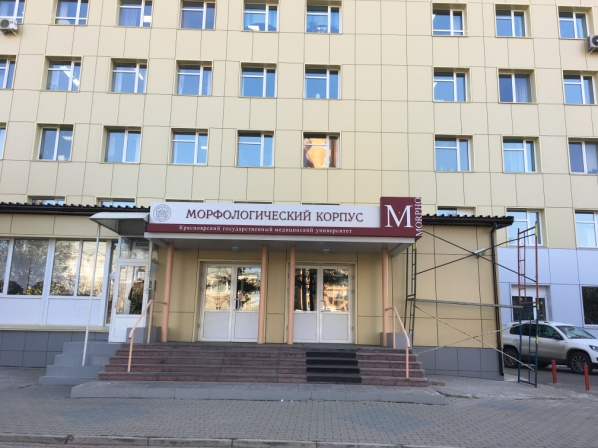 МОРФОЛОГИЧЕСКИЙ КОРПУС
Красноярский государственный медицинский университет
M
MORPHO